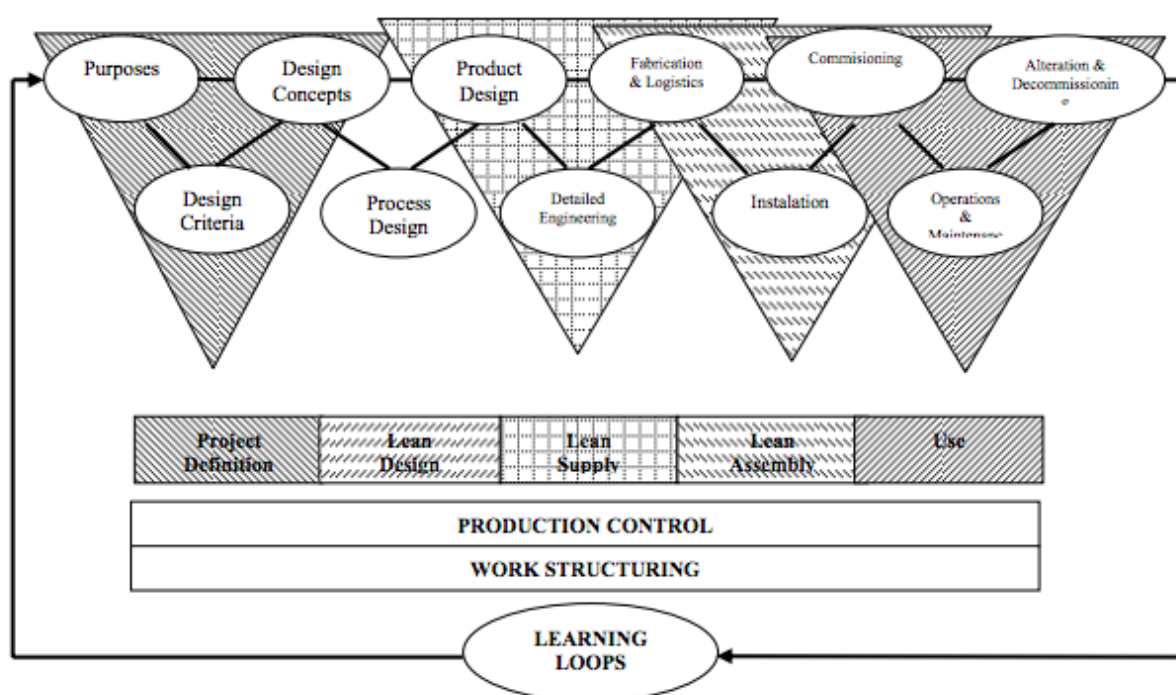 Purposes
Design
Concepts
Product
Design
Fabrication
& Logistics
Commisioning
Alteration &
Decommissionin
Design
Criteria
Process
Design
Detailed
Engineering
Instalation
Operations
&
Maintenanc
Project
Definition
Lean
Design
Lean
Supply
Lean
Assembly
Use
PRODUCTION CONTROL
WORK STRUCTURING
LEARNING
LOOPS